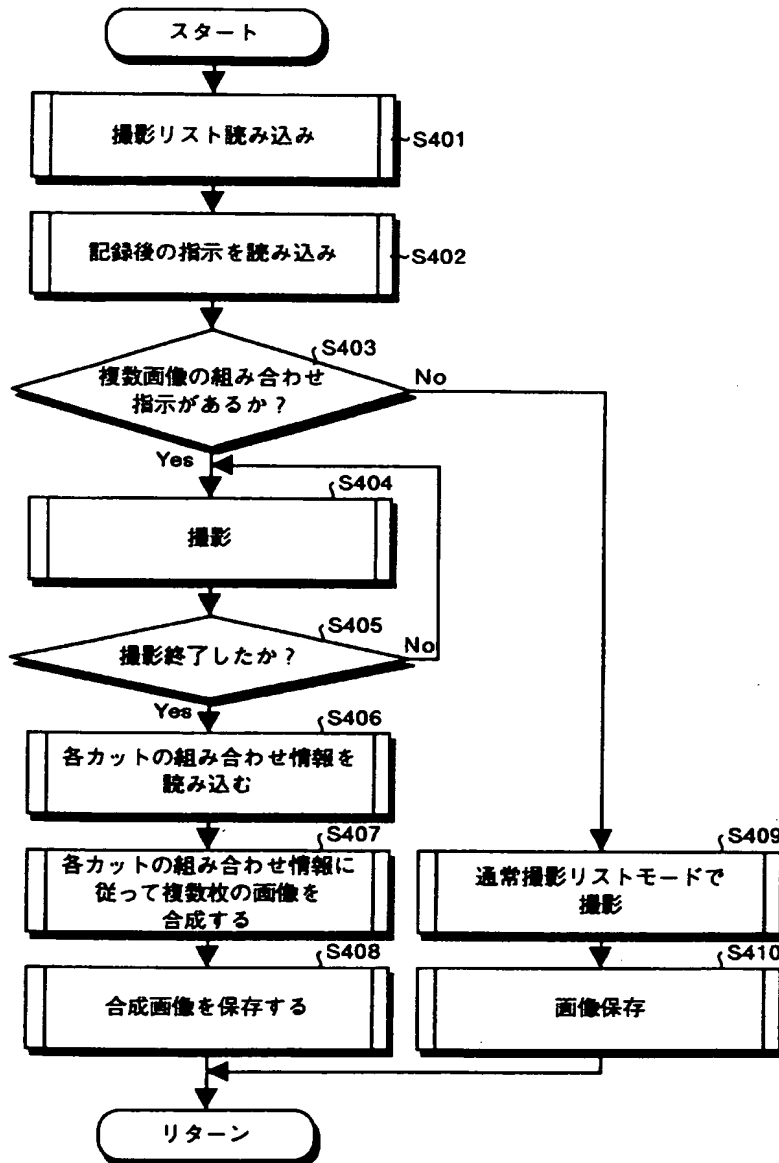 スタート
撮影リスト読み込み
S401
記録後の指示を読み込み
S402
S403
複数画像の組み合わせ
指示があるか？
No
Yes
S404
撮影
S405
撮影終了したか？
No
Yes
S406
各カットの組み合わせ情報を
読み込む
S407
各カットの組み合わせ情報に
従って複数枚の画像を
合成する
S408
合成画像を保存する
S409
通常撮影リストモードで
撮影
S410
画像保存
リターン